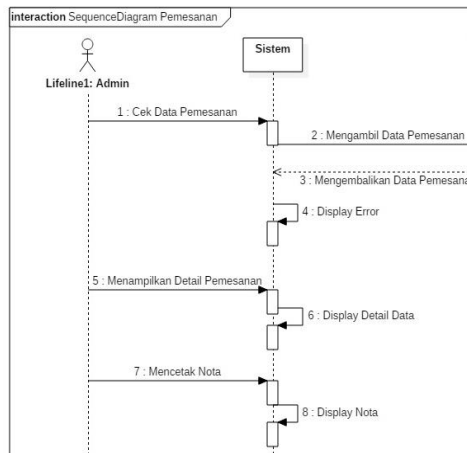 interaction SequenceDiagram Pemesanan
Sistem
Lifeline1: Admin
1 : Cek Data Pemesanan
2 : Mengambil Data Pemesanan
3 : Mengembalikan Data Pemesana
4 : Display Error
5 : Menampilkan Detail Pemesanan
6 : Display Detail Data
7 : Mencetak Nota
8 : Display Nota